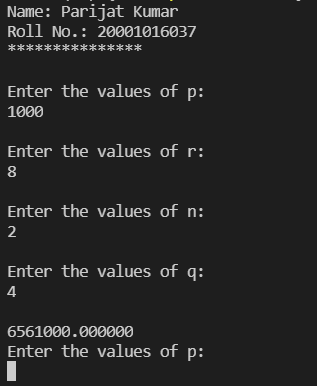 Name: Parijat Kumar
Roll No.: 20001016037
***************
Enter the values of p:
1000
Enter the values of r:
8
Enter the values of n:
2
Enter the values of q:
4
6561000.000000
Enter the values of p: